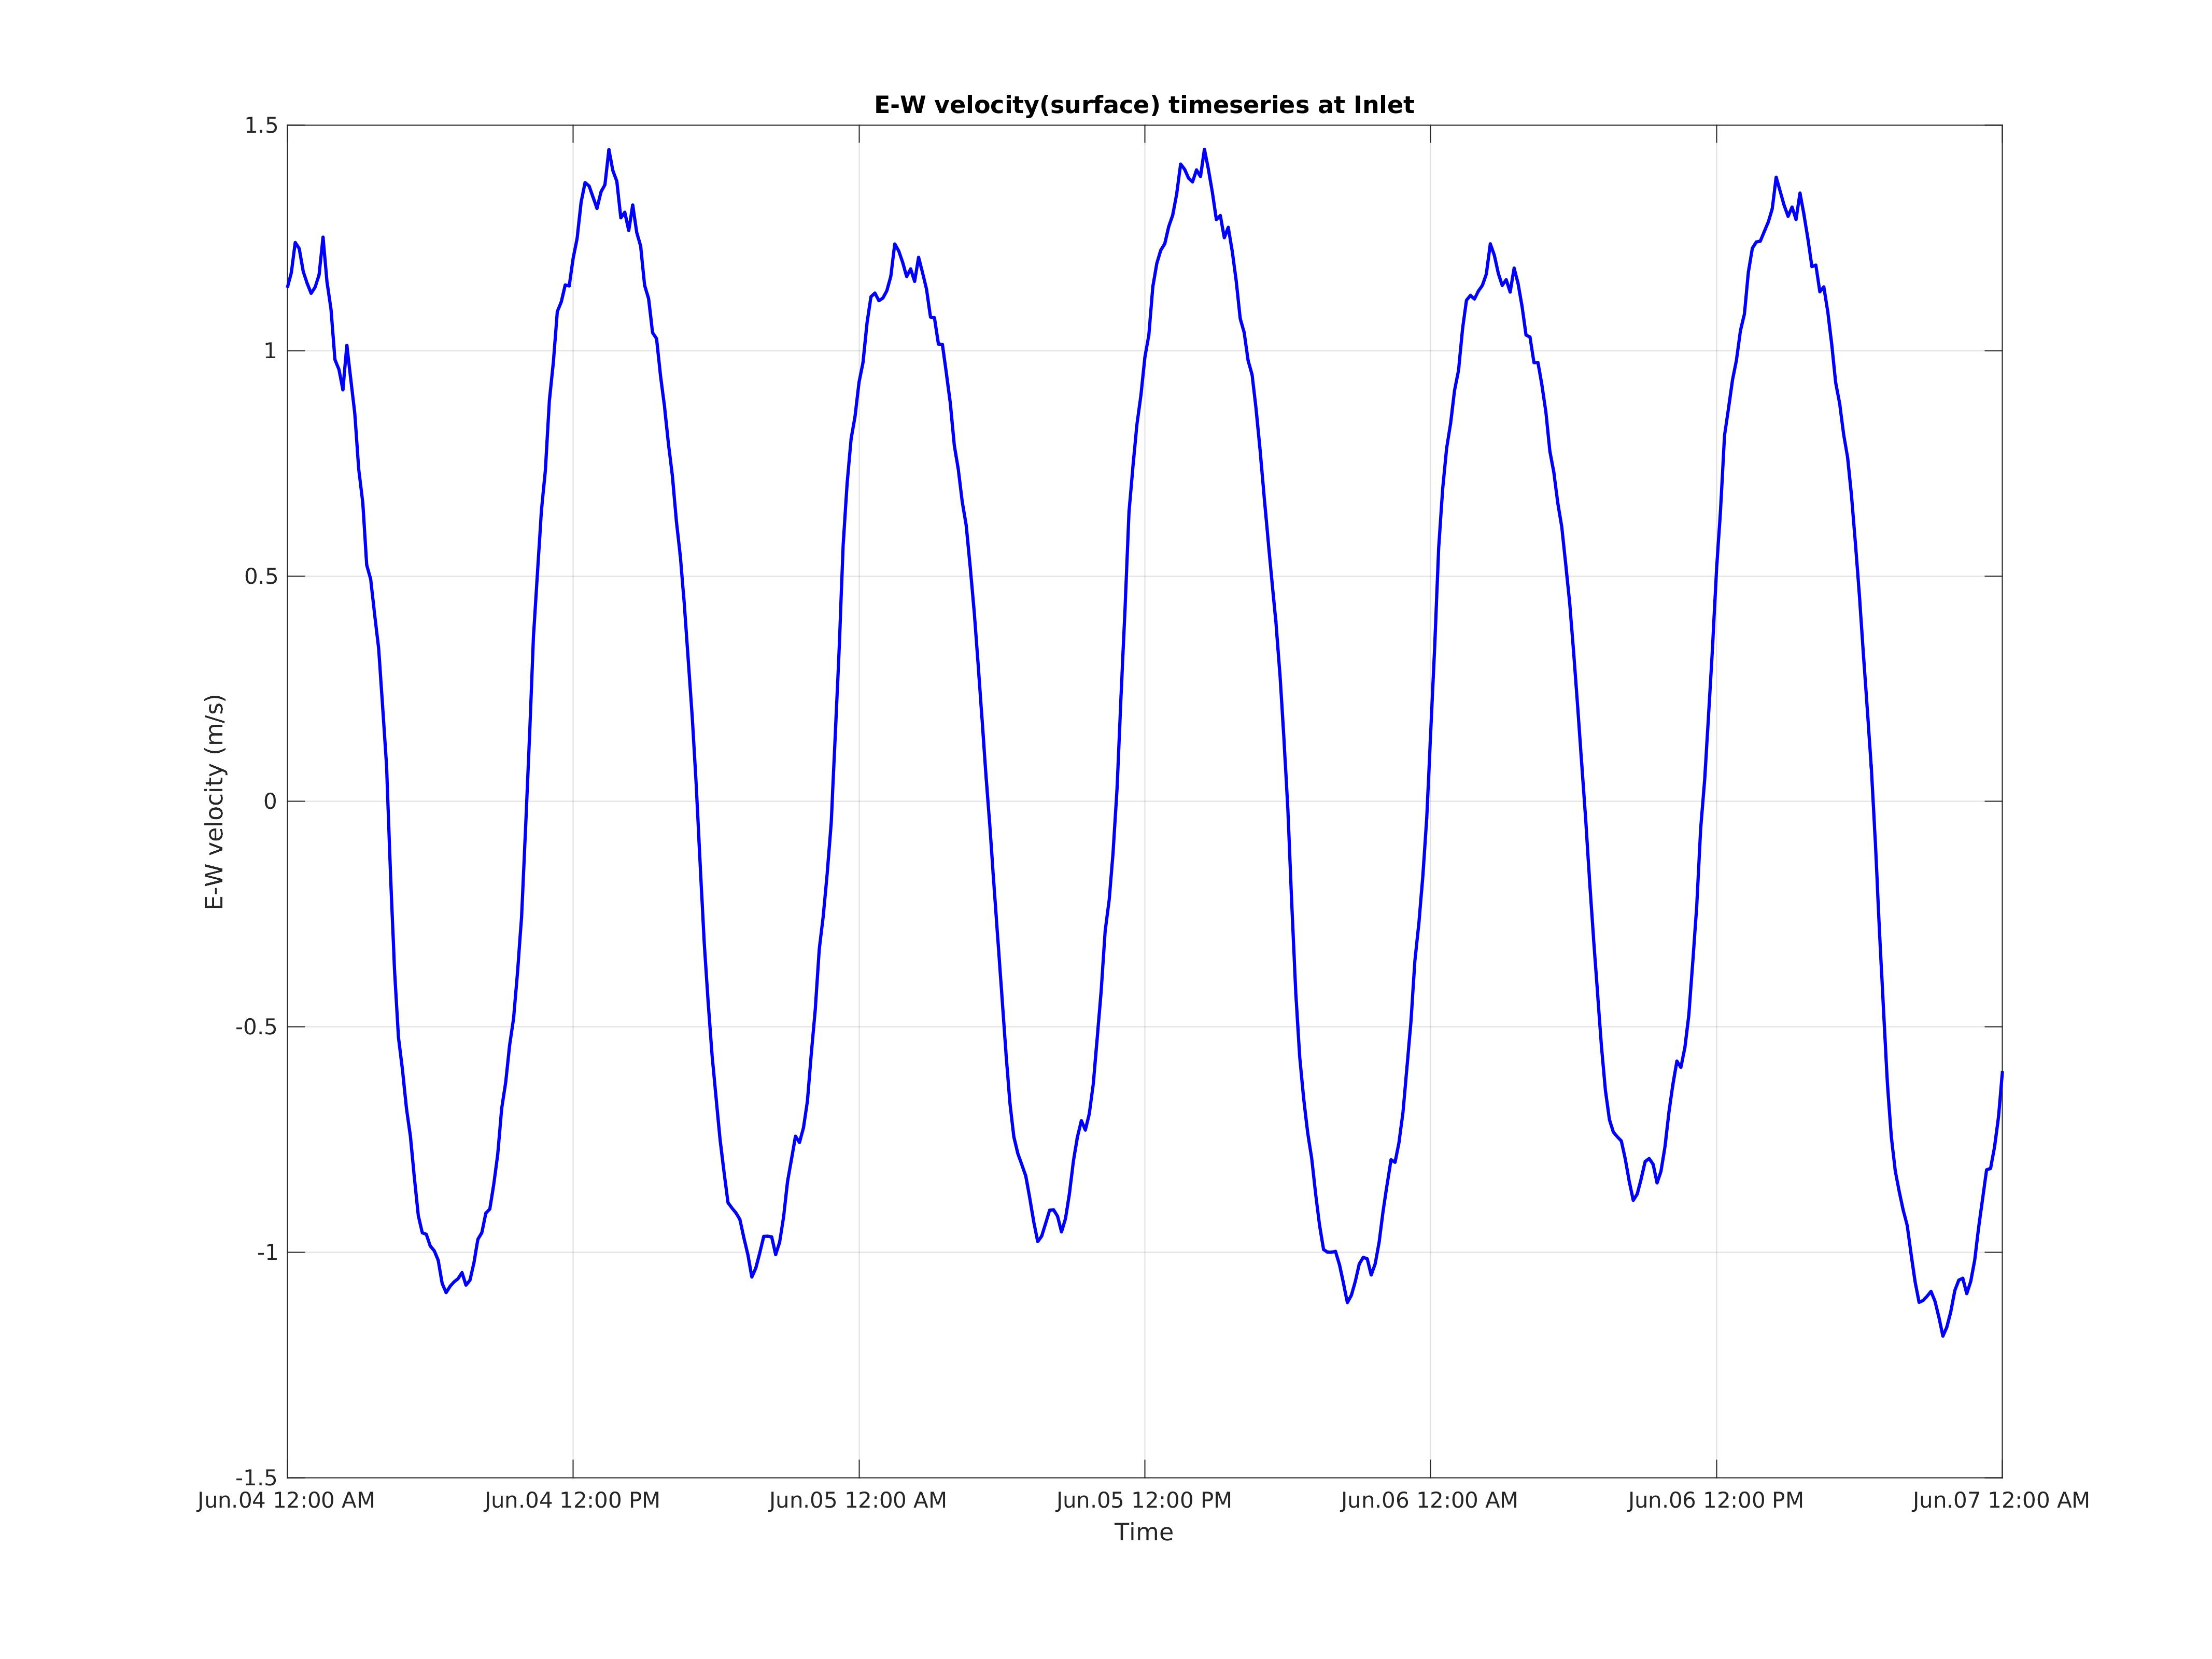 E-W velocity(surface) timeseries at Inlet
1.5
1
0.5
0
-0.5
-1
-1.5
E-W velocity (m/s)
Jun.04 12:00 AM Jun.04 12:00 PM Jun.05 12:00 AM Jun.05 12:00 PM Jun.06 12:00 AM Jun.06 12:00 PM Jun.07 12:00 AM
Time